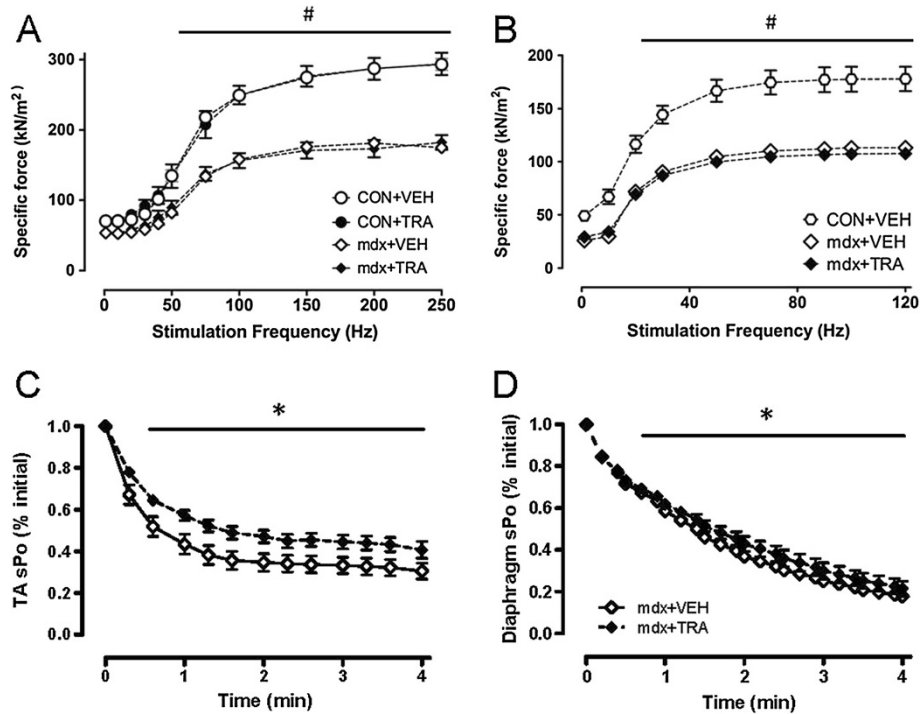 A
#
Specific force (kN/m²)
300
200
100
0
CON+VEH
CON+TRA
mdx+VEH
mdx+TRA
0 50 100 150 200 250
Stimulation Frequency (Hz)
B
#
Specific force (kN/m²)
200
150
100
50
0
CON+VEH
mdx+VEH
mdx+TRA
0 40 80 120
Stimulation Frequency (Hz)
C
*
TA sPo (% initial)
1.0
0.8
0.6
0.4
0.2
0.0
0 1 2 3 4
Time (min)
D
*
Diaphragm sPo (% initial)
1.0
0.8
0.6
0.4
0.2
0.0
mdx+VEH
mdx+TRA
0 1 2 3 4
Time (min)